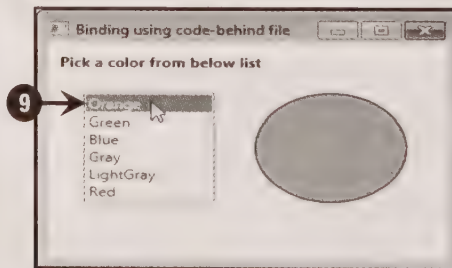 Binding using code-behind file
Pick a color from below list
9
Orange
Green
Blue
Gray
LightGray
Red